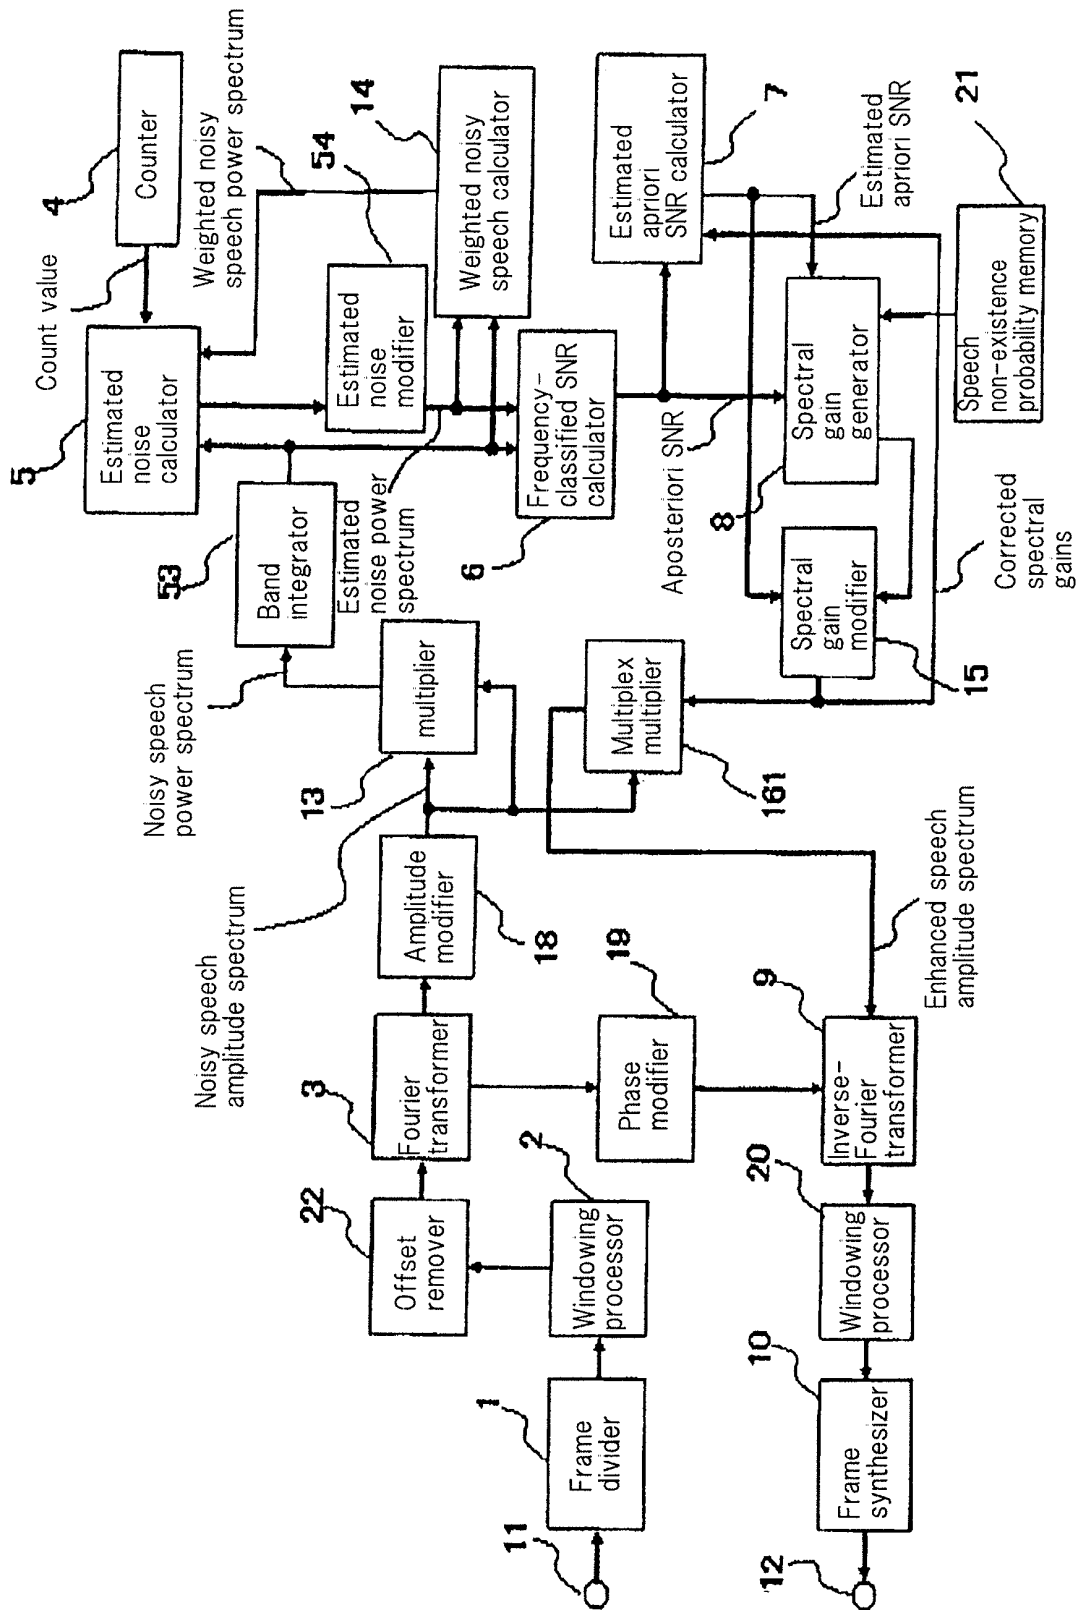 11
1
Frame
divider
2
Windowing
processor
22
Offset
remover
3
Fourier
transformer
Noisy speech
amplitude spectrum
Amplitude
modifier
18
Phase
modifier
19
Noisy speech
power spectrum
13
multiplier
53
Band
integrator
Estimated
noise power
spectrum
5
Estimated
noise
calculator
Count value
4
Counter
Weighted noisy
speech power spectrum
54
Estimated
noise
modifier
14
Weighted noisy
speech calculator
6
Frequency-
classified SNR
calculator
Aposteriori SNR
Estimated
apriori
SNR calculator
7
Estimated
apriori SNR
8
Spectral
gain
generator
Speech
non-existence
probability memory
21
Spectral
gain
modifier
15
Corrected
spectral
gains
Multiplex
multiplier
161
Enhanced speech
amplitude spectrum
9
Inverse-
Fourier
transformer
20
Windowing
processor
10
Frame
synthesizer
12